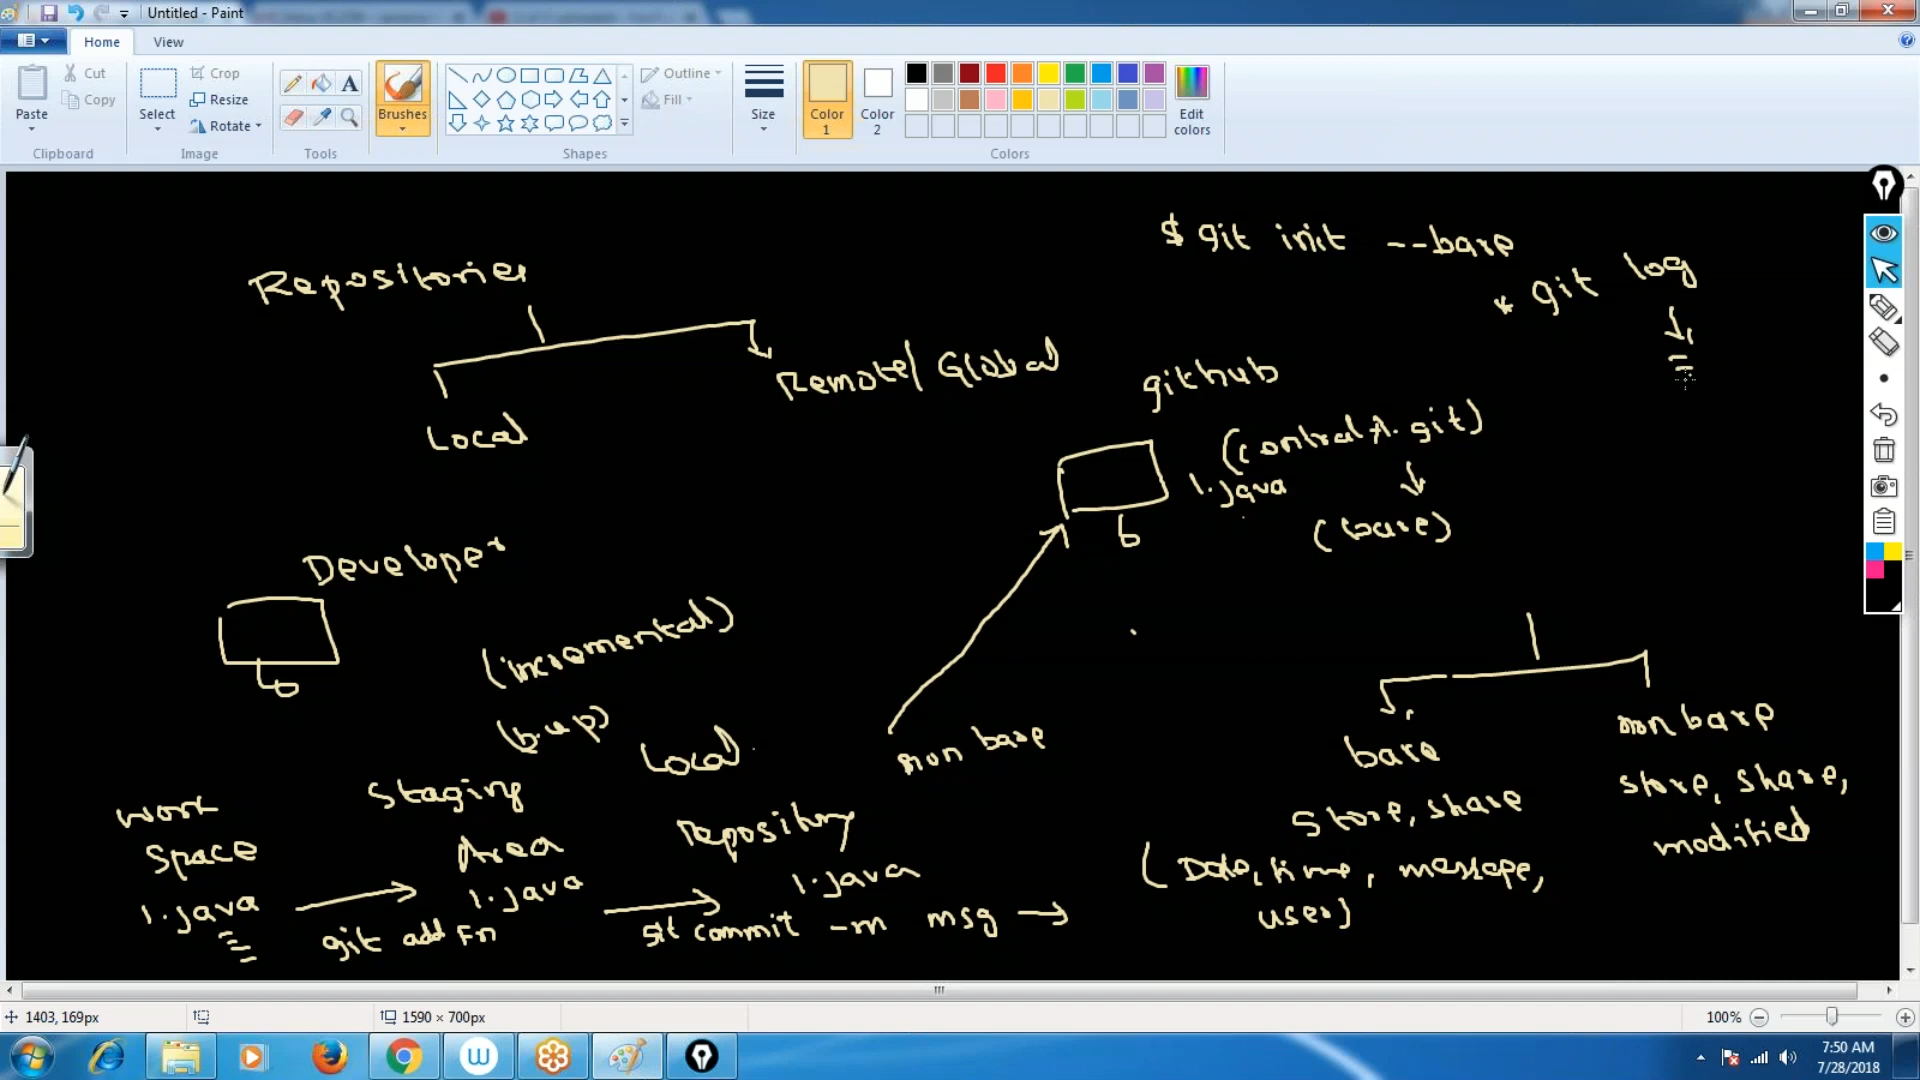 Untitled - Paint
Home
View
Paste
Cut
Copy
Clipboard
Select
Crop
Resize
Rotate
Image
Tools
Brushes
Shapes
Outline
Fill
Size
Color
1
Color
2
Edit
colors
Colors
$ git init --bare
* git log
Repositories
Remote/ Global
Local
github
(central A.git)
1.java
(bare)
Developer
(incremental)
(b.up)
Local
non bare
Work
Space
1.java
Staging
Area
1.java
repository
1.java
git add Fn
git commit -m msg
bare
store, share
(Date, time, message,
user)
non bare
store, share,
modified
1403, 169px
1590 × 700px
100%
7:50 AM
7/28/2018